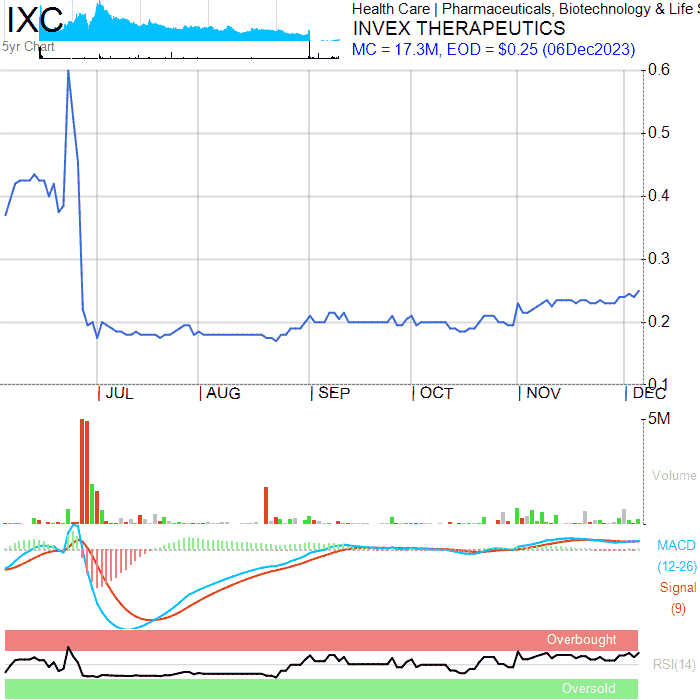 IXC
5yr Chart
Health Care | Pharmaceuticals, Biotechnology & Life S
INVEX THERAPEUTICS
MC = 17.3M, EOD = $0.25 (06Dec2023)
0.6
0.5
0.4
0.3
0.2
0.1
JUL AUG SEP OCT NOV DEC
5M
Volume
MACD
(12-26)
Signal
(9)
Overbought
RSI(14)
Oversold